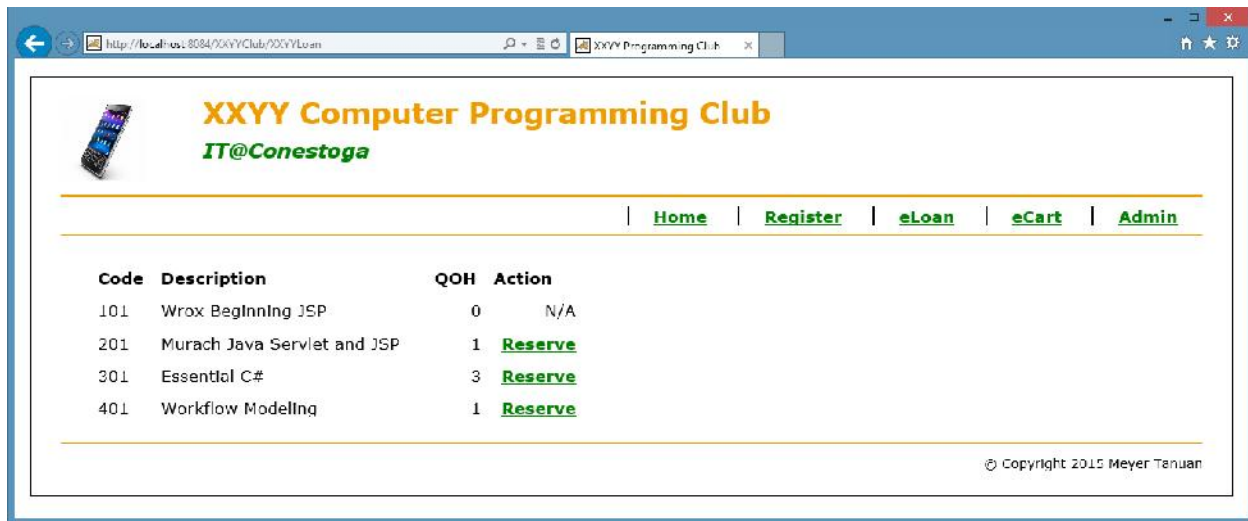 http://localhost:8084/XXYYClub/XXYYLoan
XXYY Programming Club
XXYY Computer Programming Club
IT@Conestoga
Home | Register | eLoan | eCart | Admin
Code Description QOH Action
101 Wrox Beginning JSP 0 N/A
201 Murach Java Servlet and JSP 1 Reserve
301 Essential C# 3 Reserve
401 Workflow Modeling 1 Reserve
© Copyright 2015 Meyer Tanuan